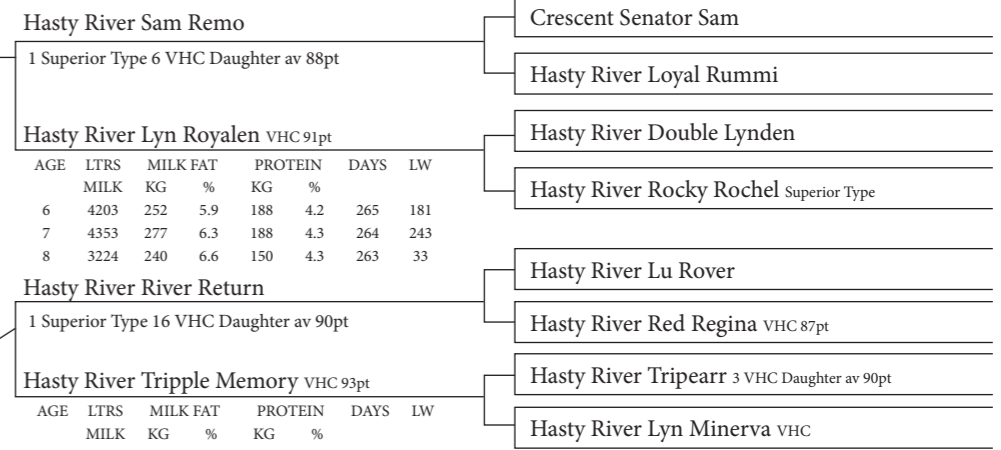 Hasty River Sam Remo
1 Superior Type 6 VHC Daughter av 88pt
Crescent Senator Sam
Hasty River Loyal Rummi
Hasty River Lyn Royalen VHC 91pt
AGE LTRS MILK FAT PROTEIN DAYS LW
MILK KG % KG %
6 4203 252 5.9 188 4.2 265 181
7 4353 277 6.3 188 4.3 264 243
8 3224 240 6.6 150 4.3 263 33
Hasty River Double Lynden
Hasty River Rocky Rochel Superior Type
Hasty River River Return
1 Superior Type 16 VHC Daughter av 90pt
Hasty River Lu Rover
Hasty River Red Regina VHC 87pt
Hasty River Tripple Memory VHC 93pt
AGE LTRS MILK FAT PROTEIN DAYS LW
MILK KG % KG %
Hasty River Tripearr 3 VHC Daughter av 90pt
Hasty River Lyn Minerva VHC